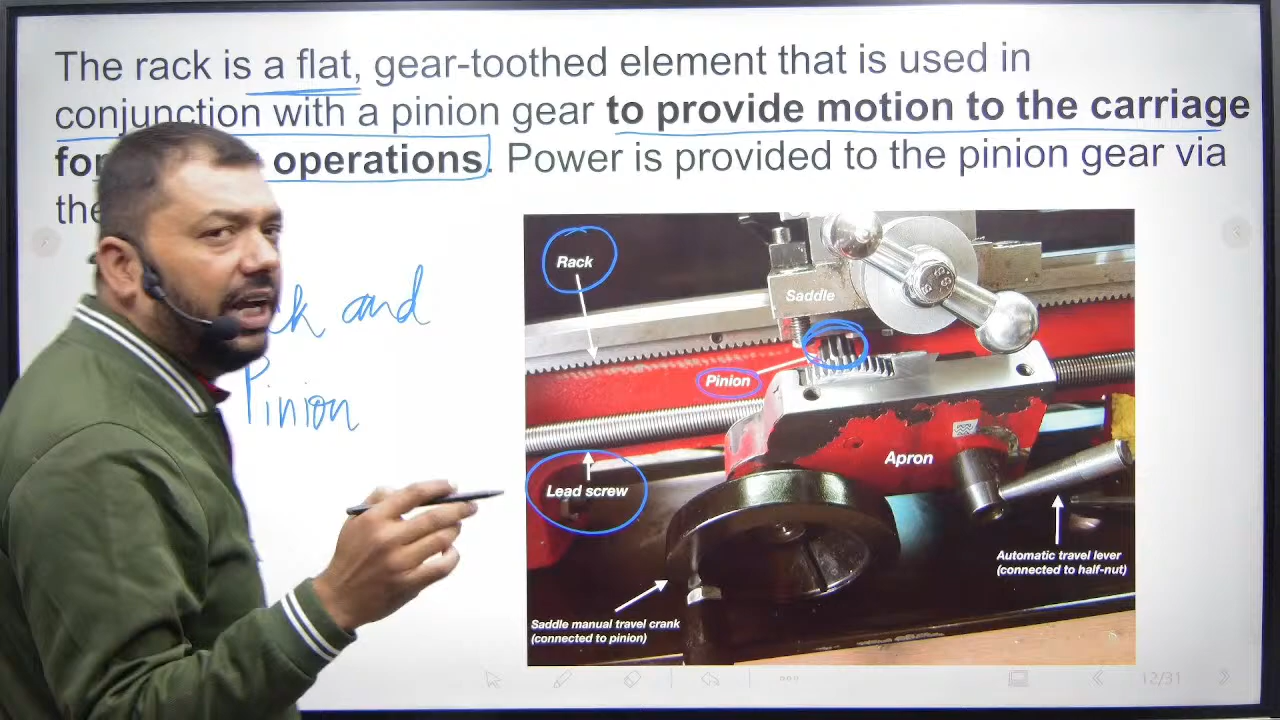 The rack is a flat, gear-toothed element that is used in
conjunction with a pinion gear to provide motion to the carriage
operations. Power is provided to the pinion gear via
the
and
Pinion
Rack
Saddle
Pinion
Apron
Lead screw
Automatic travel lever
(connected to half-nut)
Saddle manual travel crank
(connected to pinion)
12/31